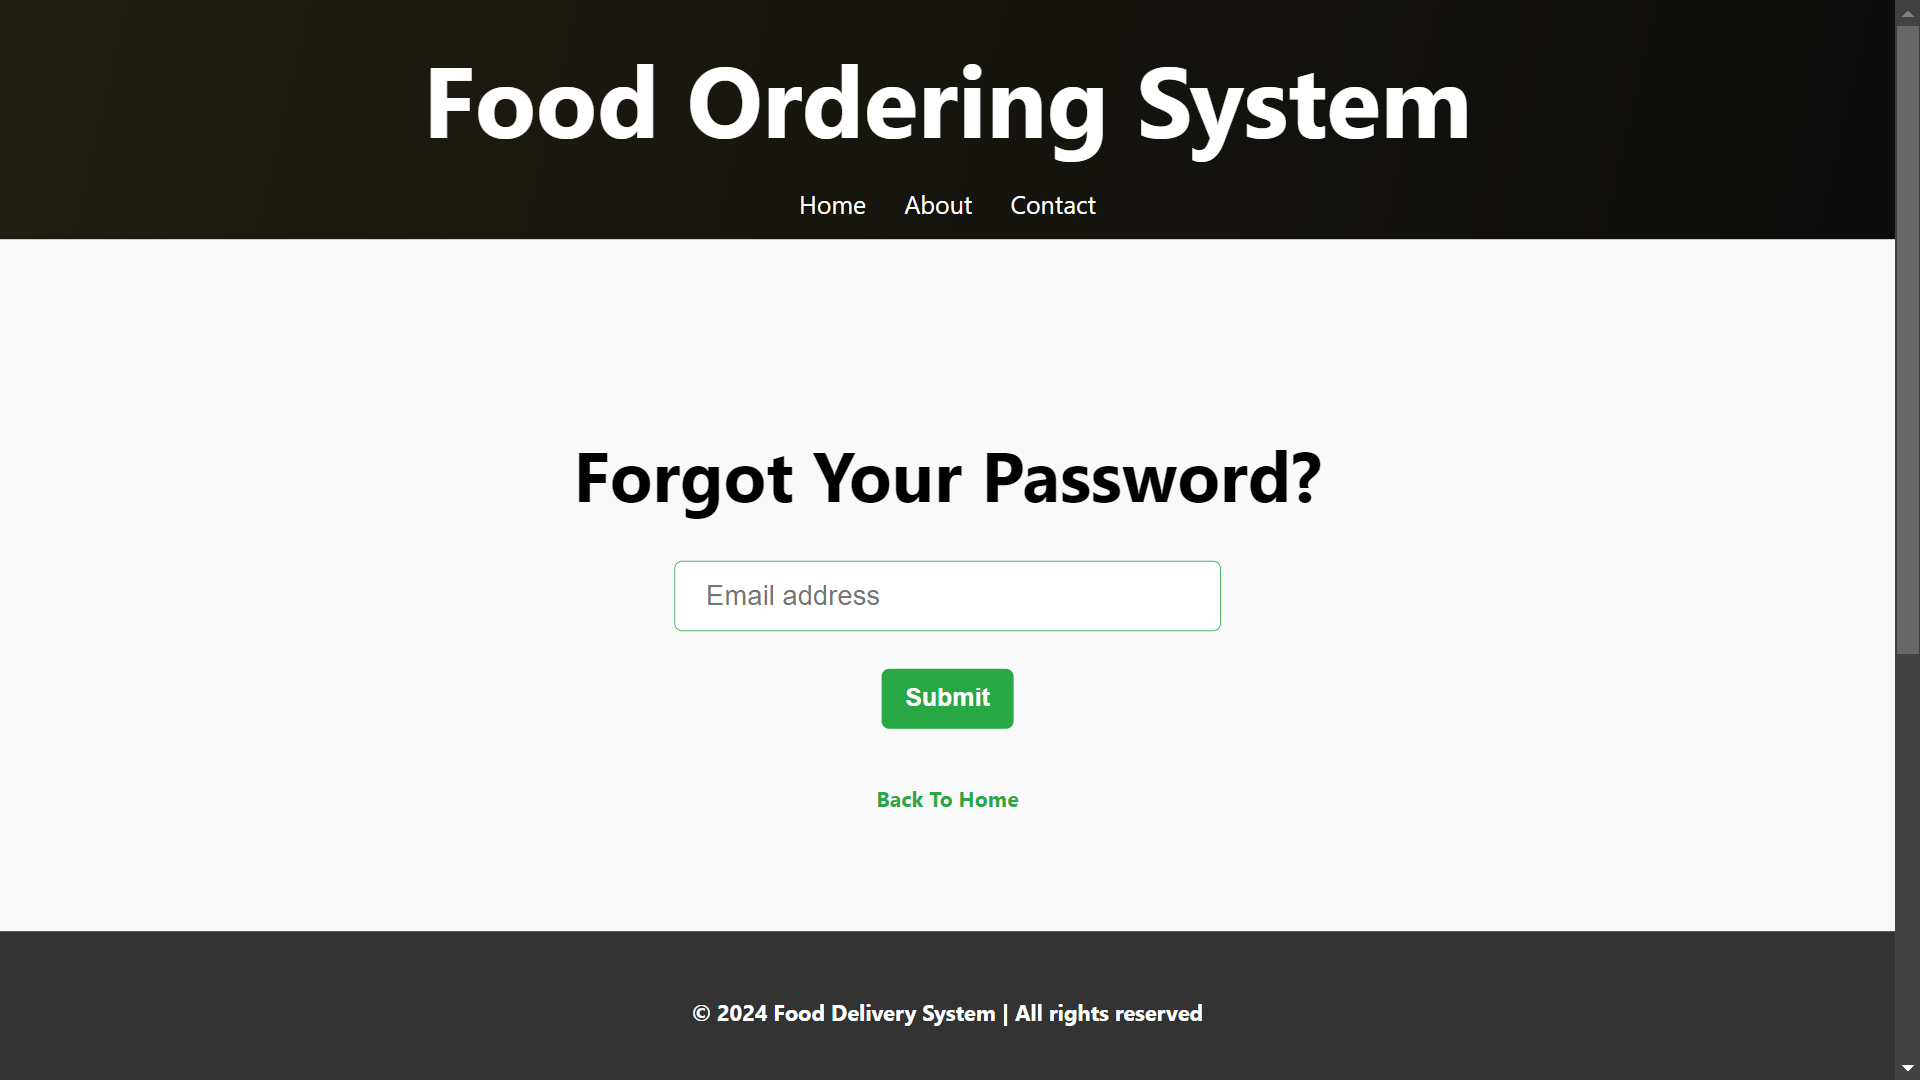 Food Ordering System
Home About Contact
Forgot Your Password?
Email address
Submit
Back To Home
© 2024 Food Delivery System | All rights reserved